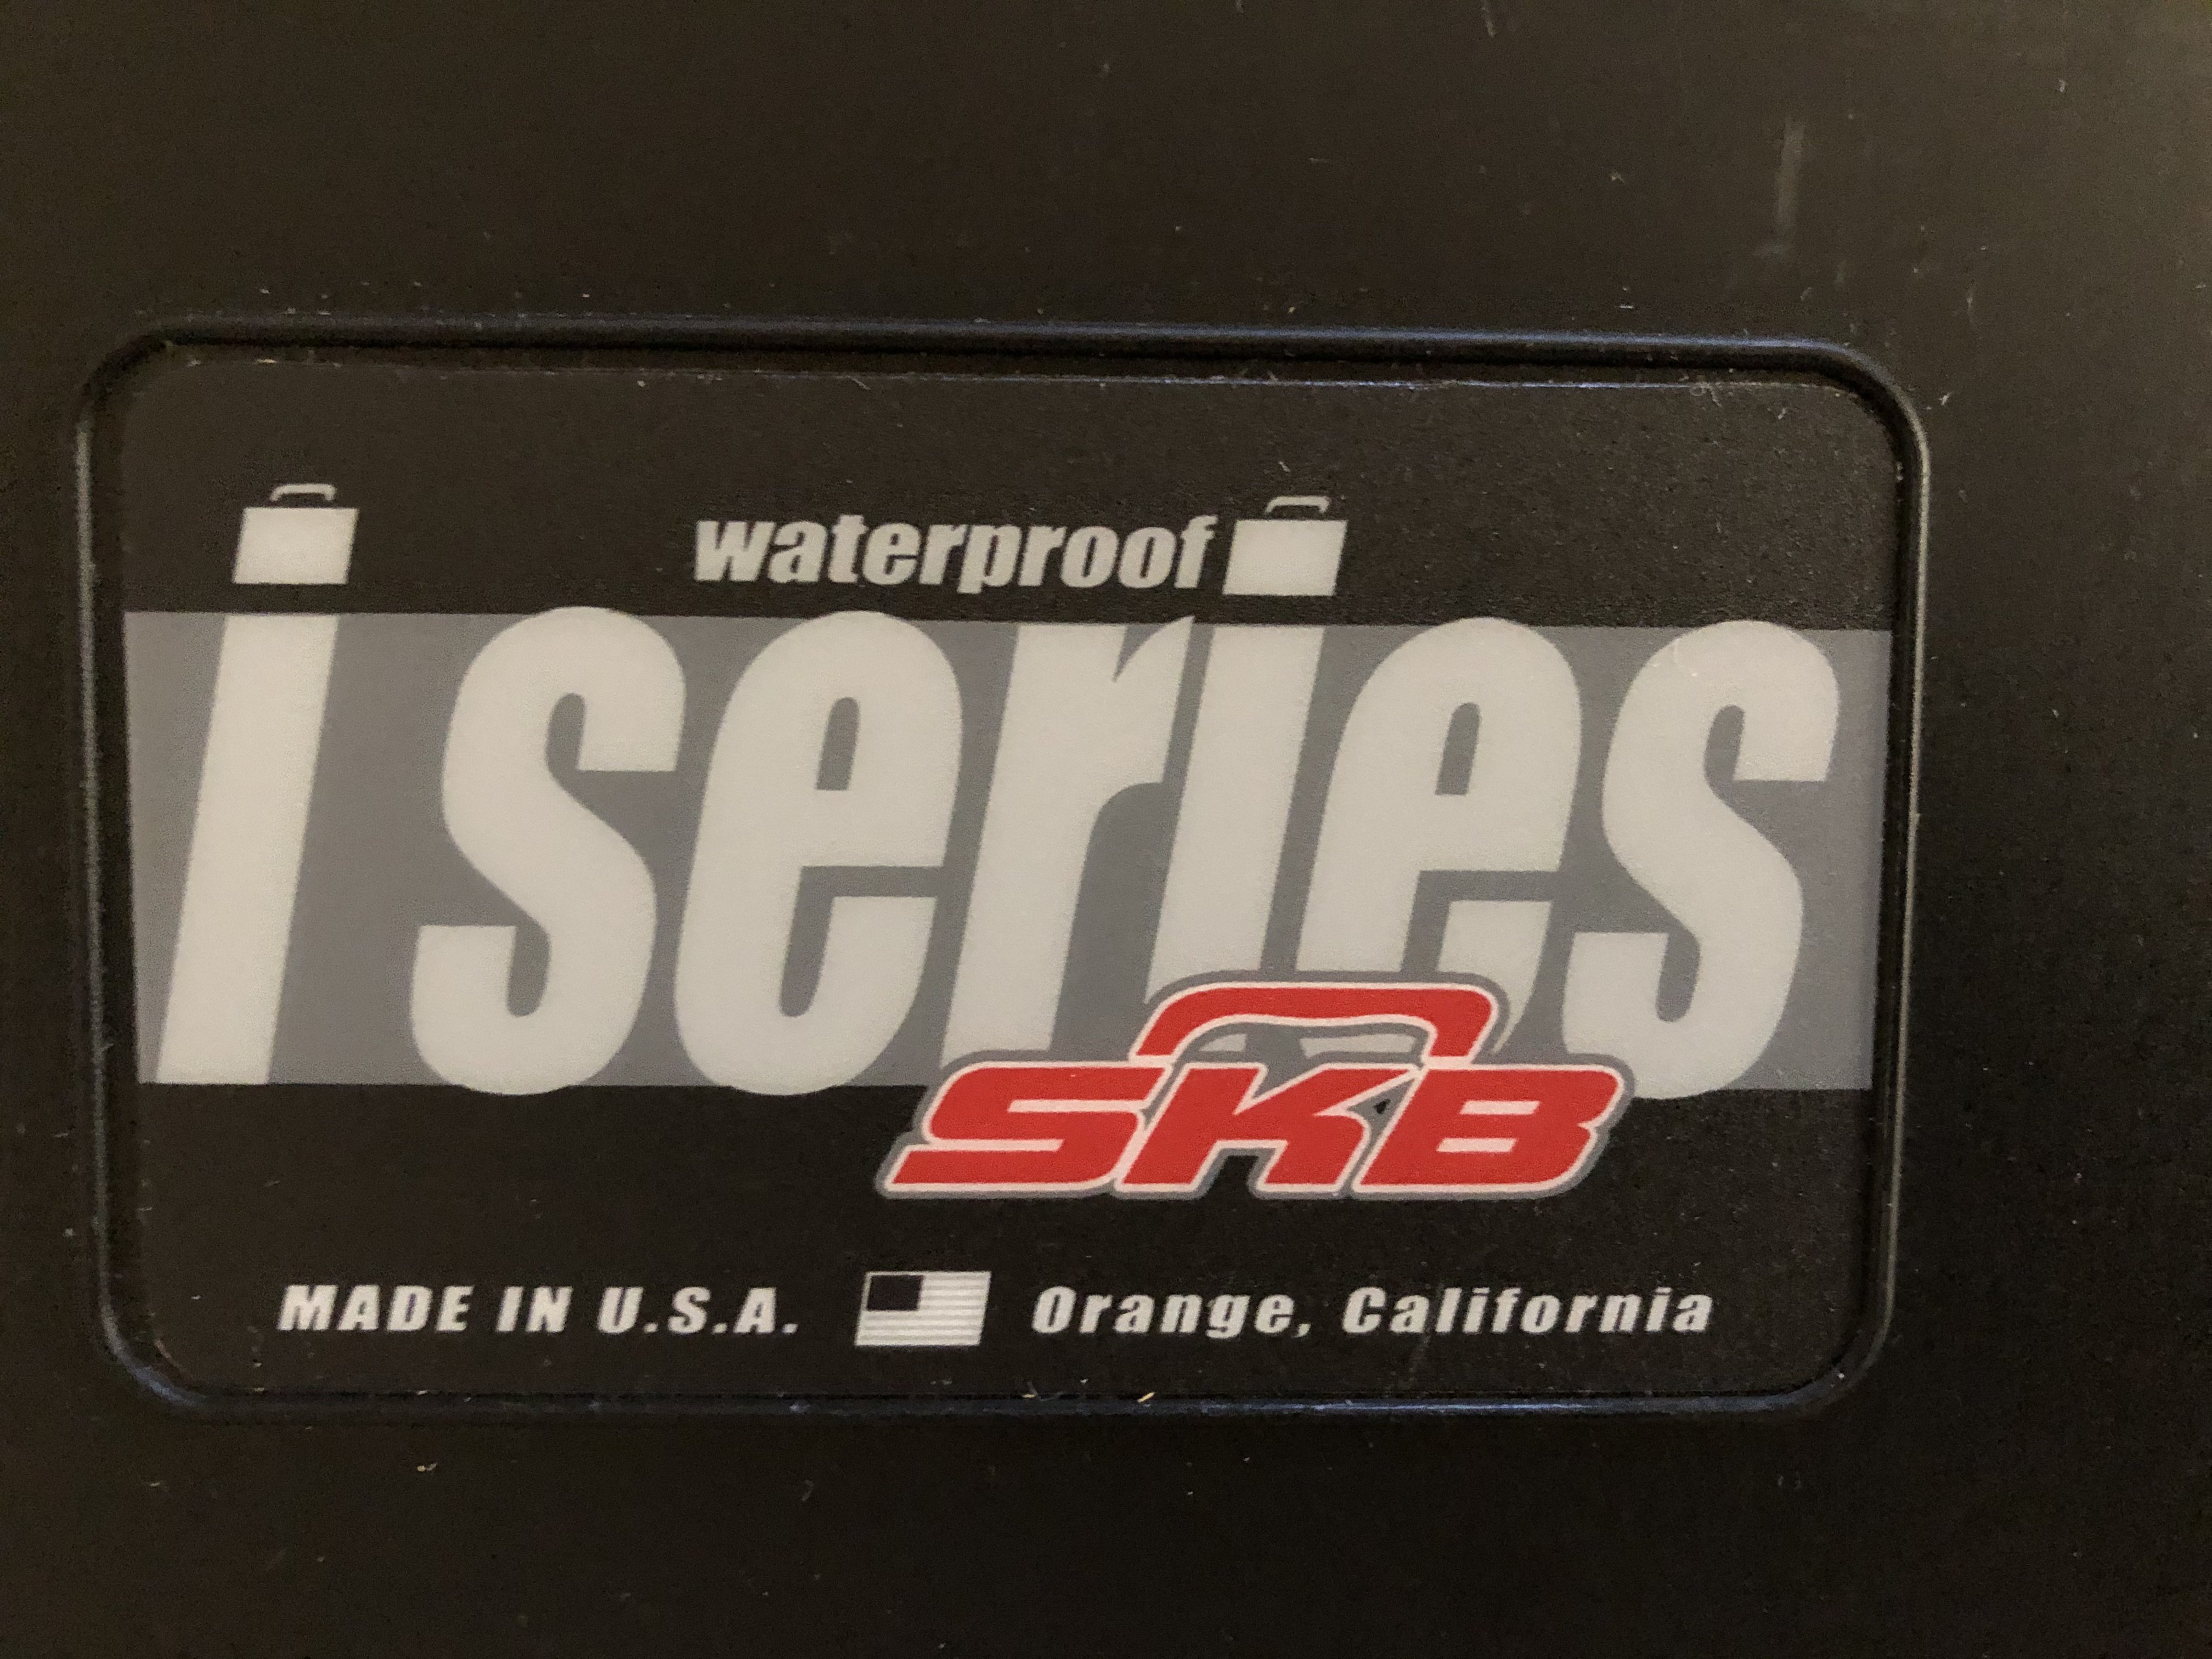 waterproof
i series
SKB
MADE IN U.S.A. Orange, California